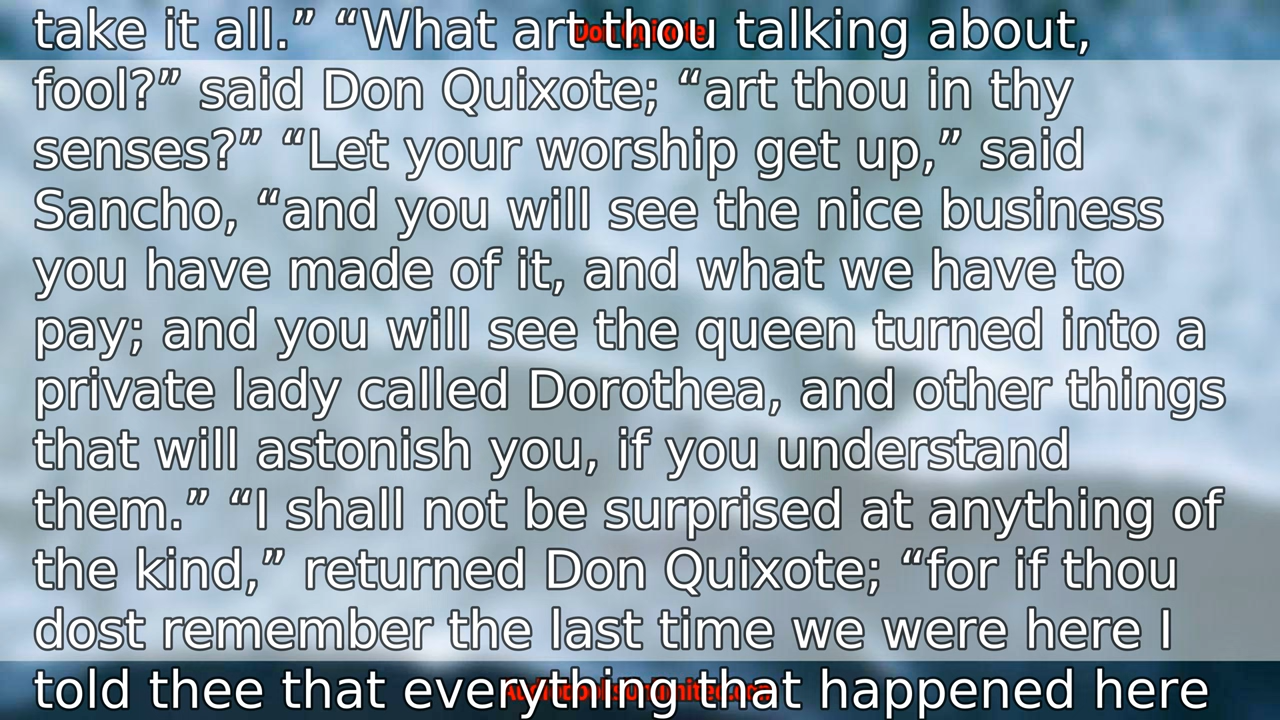 Don Quixote
take it all.” “What art thou talking about,
fool?” said Don Quixote; “art thou in thy
senses?” “Let your worship get up,” said
Sancho, “and you will see the nice business
you have made of it, and what we have to
pay; and you will see the queen turned into a
private lady called Dorothea, and other things
that will astonish you, if you understand
them.” “I shall not be surprised at anything of
the kind,” returned Don Quixote; “for if thou
dost remember the last time we were here I
told thee that everything that happened here